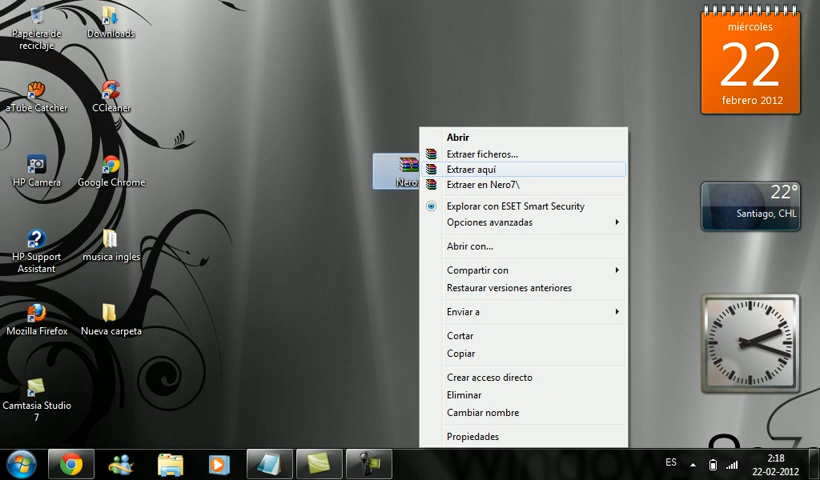 Papelera de
reciclaje
Downloads
aTube Catcher
CCleaner
HP Camera
Google Chrome
HP Support
Assistant
musica ingles
Mozilla Firefox
Nueva carpeta
Camtasia Studio
7
Nero
Abrir
Extraer ficheros...
Extraer aquí
Extraer en Nero7\
Explorar con ESET Smart Security
Opciones avanzadas
Abrir con...
Compartir con
Restaurar versiones anteriores
Enviar a
Cortar
Copiar
Crear acceso directo
Eliminar
Cambiar nombre
Propiedades
miércoles
22
febrero 2012
22°
Santiago, CHL
ES
2:18
22-02-2012